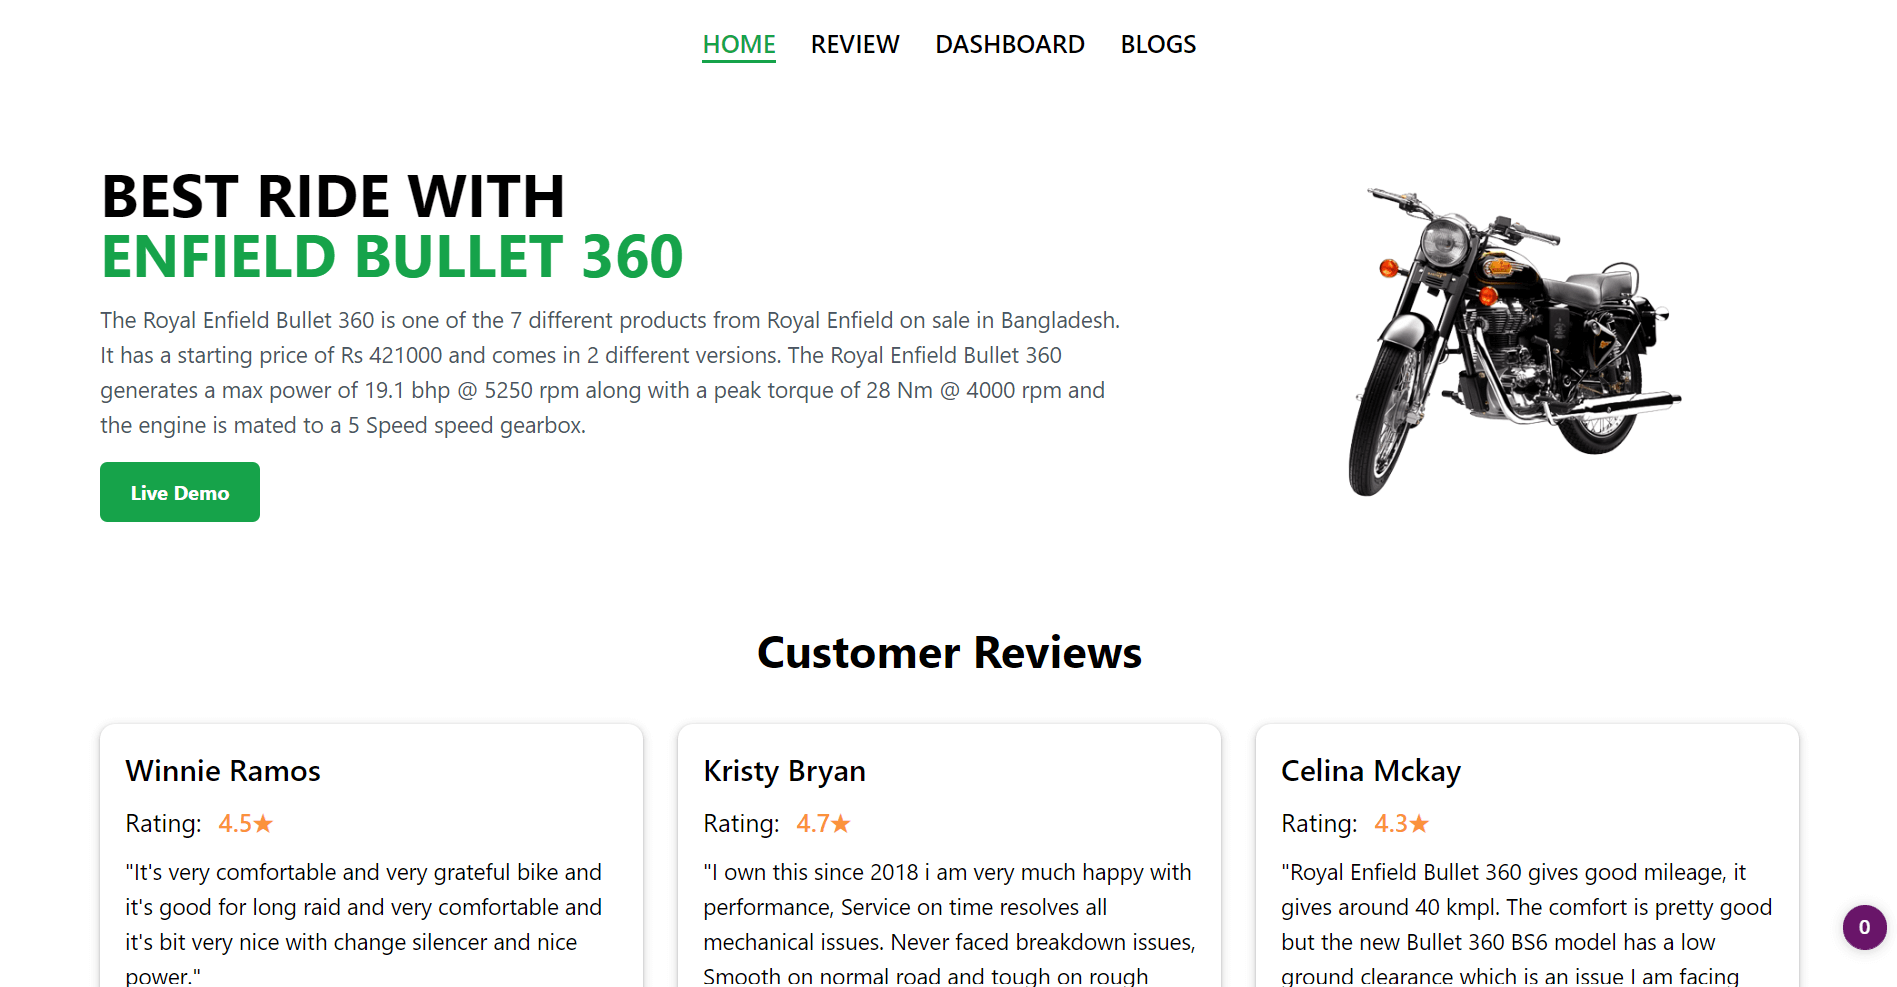 HOME REVIEW DASHBOARD BLOGS
BEST RIDE WITH
ENFIELD BULLET 360
The Royal Enfield Bullet 360 is one of the 7 different products from Royal Enfield on sale in Bangladesh.
It has a starting price of Rs 421000 and comes in 2 different versions. The Royal Enfield Bullet 360
generates a max power of 19.1 bhp @ 5250 rpm along with a peak torque of 28 Nm @ 4000 rpm and
the engine is mated to a 5 Speed speed gearbox.
Live Demo
Customer Reviews
Winnie Ramos
Rating: 4.5★
"It's very comfortable and very grateful bike and
it's good for long raid and very comfortable and
it's bit very nice with change silencer and nice
power."
Kristy Bryan
Rating: 4.7★
"I own this since 2018 i am very much happy with
performance, Service on time resolves all
mechanical issues. Never faced breakdown issues,
Smooth on normal road and tough on rough
Celina Mckay
Rating: 4.3★
"Royal Enfield Bullet 360 gives good mileage, it
gives around 40 kmpl. The comfort is pretty good
but the new Bullet 360 BS6 model has a low
ground clearance which is an issue I am facing
0